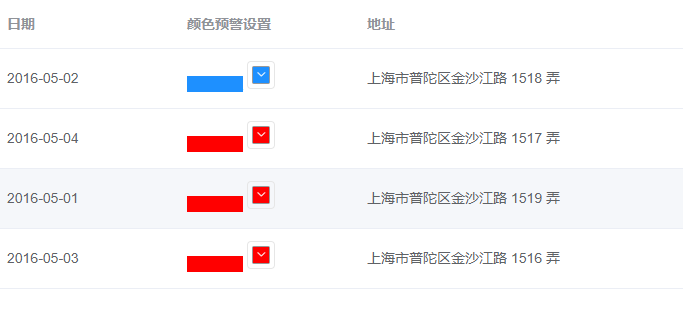 日期 颜色预警设置 地址
2016-05-02 上海市普陀区金沙江路 1518 弄
2016-05-04 上海市普陀区金沙江路 1517 弄
2016-05-01 上海市普陀区金沙江路 1519 弄
2016-05-03 上海市普陀区金沙江路 1516 弄